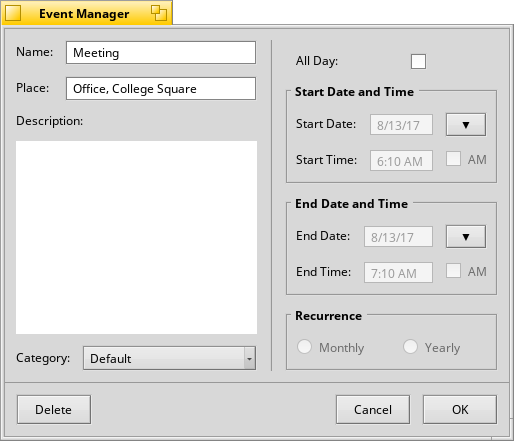 Event Manager
Name: Meeting
Place: Office, College Square
Description:
Category: Default
All Day:
Start Date and Time
Start Date: 8/13/17 ▼
Start Time: 6:10 AM AM
End Date and Time
End Date: 8/13/17 ▼
End Time: 7:10 AM AM
Recurrence
Monthly Yearly
Delete Cancel OK